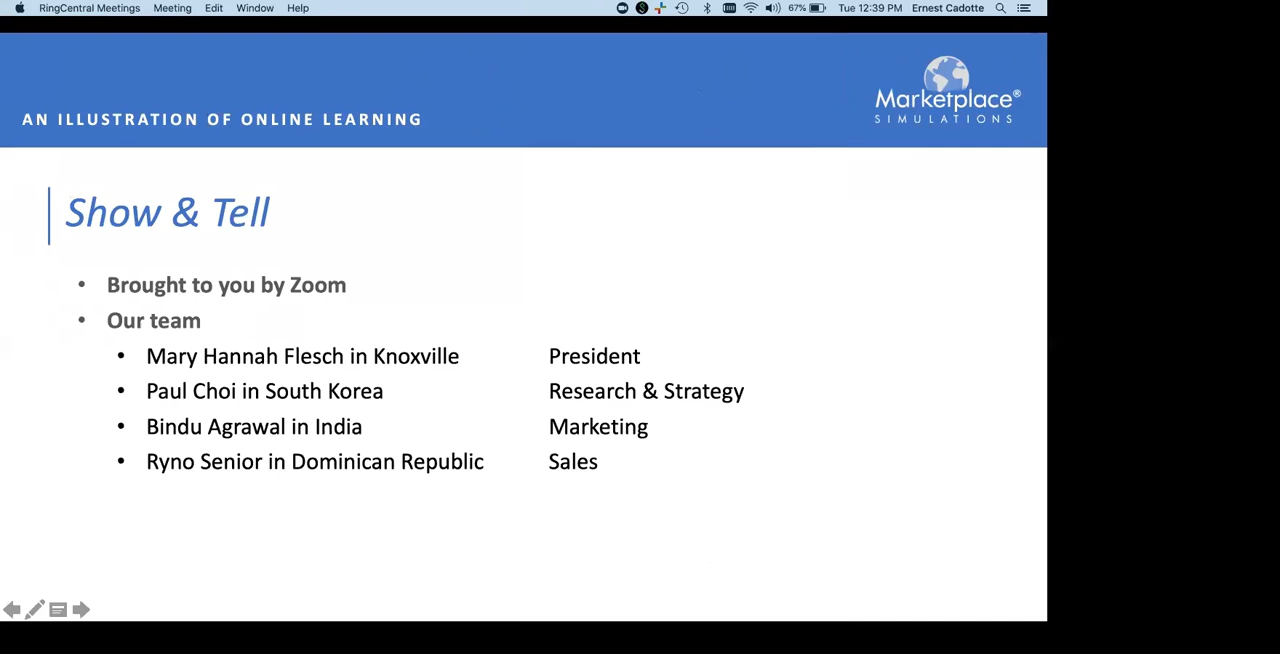 RingCentral Meetings Meeting Edit Window Help 67% Tue 12:39 PM Ernest Cadotte
AN ILLUSTRATION OF ONLINE LEARNING
Marketplace®
SIMULATIONS
Show & Tell
• Brought to you by Zoom
• Our team
• Mary Hannah Flesch in Knoxville President
• Paul Choi in South Korea Research & Strategy
• Bindu Agrawal in India Marketing
• Ryno Senior in Dominican Republic Sales